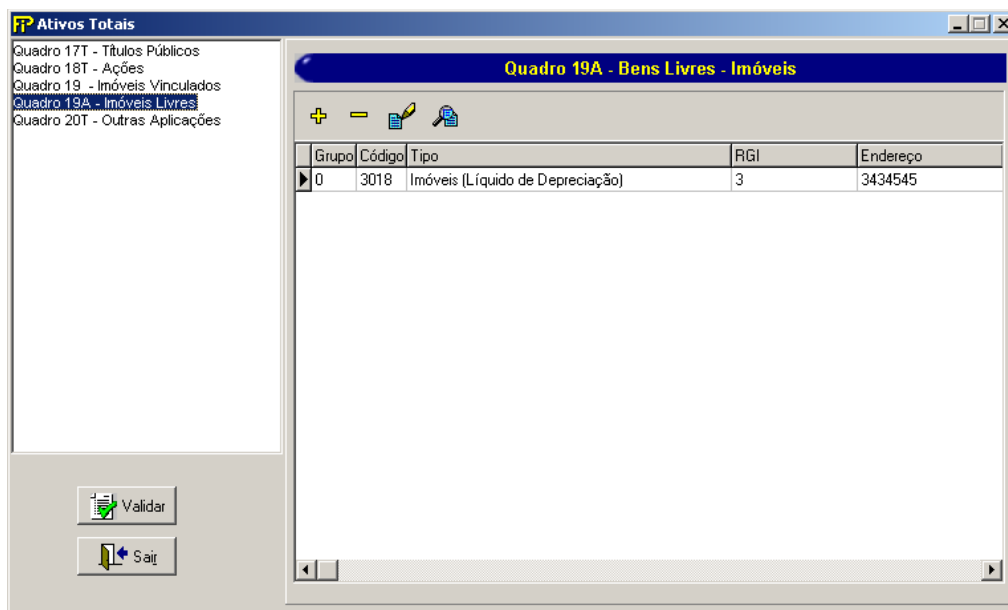 FiP Ativos Totais
Quadro 17T - Títulos Públicos
Quadro 18T - Ações
Quadro 19 - Imóveis Vinculados
Quadro 19A - Imóveis Livres
Quadro 20T - Outras Aplicações
Quadro 19A - Bens Livres - Imóveis
Grupo Código Tipo RGI Endereço
0 3018 Imóveis (Líquido de Depreciação) 3 3434545
Validar
Sair